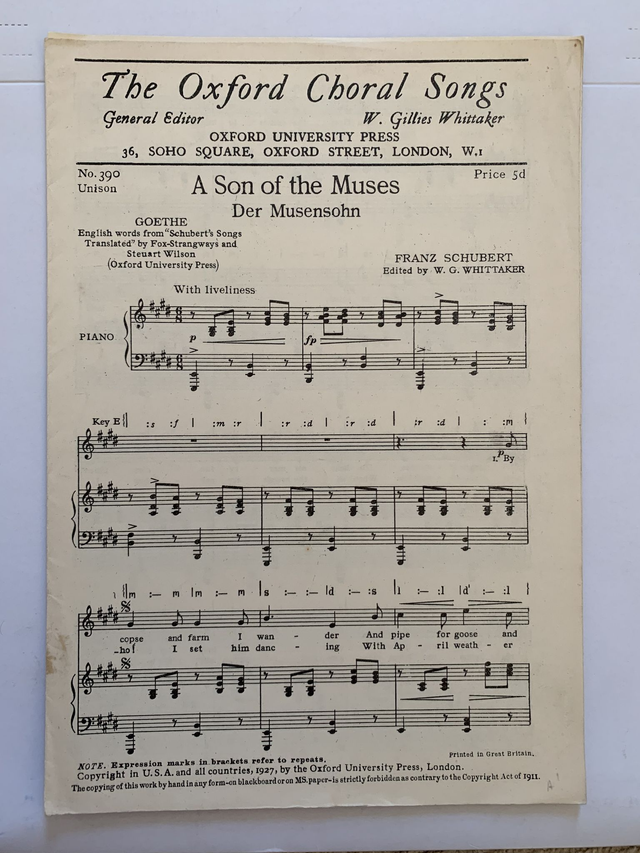 The Oxford Choral Songs
General Editor W. Gillies Whittaker
OXFORD UNIVERSITY PRESS
36, SOHO SQUARE, OXFORD STREET, LONDON, W.1
No. 390 Price 5d
Unison
A Son of the Muses
Der Musensohn
GOETHE
English words from "Schubert's Songs
Translated" by Fox-Strangways and
Steuart Wilson
(Oxford University Press)
FRANZ SCHUBERT
Edited by W. G. WHITTAKER
With liveliness
PIANO
p fp
Key E :s :f :m :r :r :d :r :d :r :d : :m
p
1. By
m :— m m :— m s :— d :— :s l :— :l d' :— :l
copse and farm I wan - der And pipe for goose and
-ho! I set him danc - ing With Ap - ril weath - er
Printed in Great Britain.
NOTE. Expression marks in brackets refer to repeats.
Copyright in U. S. A. and all countries, 1927, by the Oxford University Press, London.
The copying of this work by hand in any form-on blackboard or on MS. paper-is strictly forbidden as contrary to the Copyright Act of 1911.